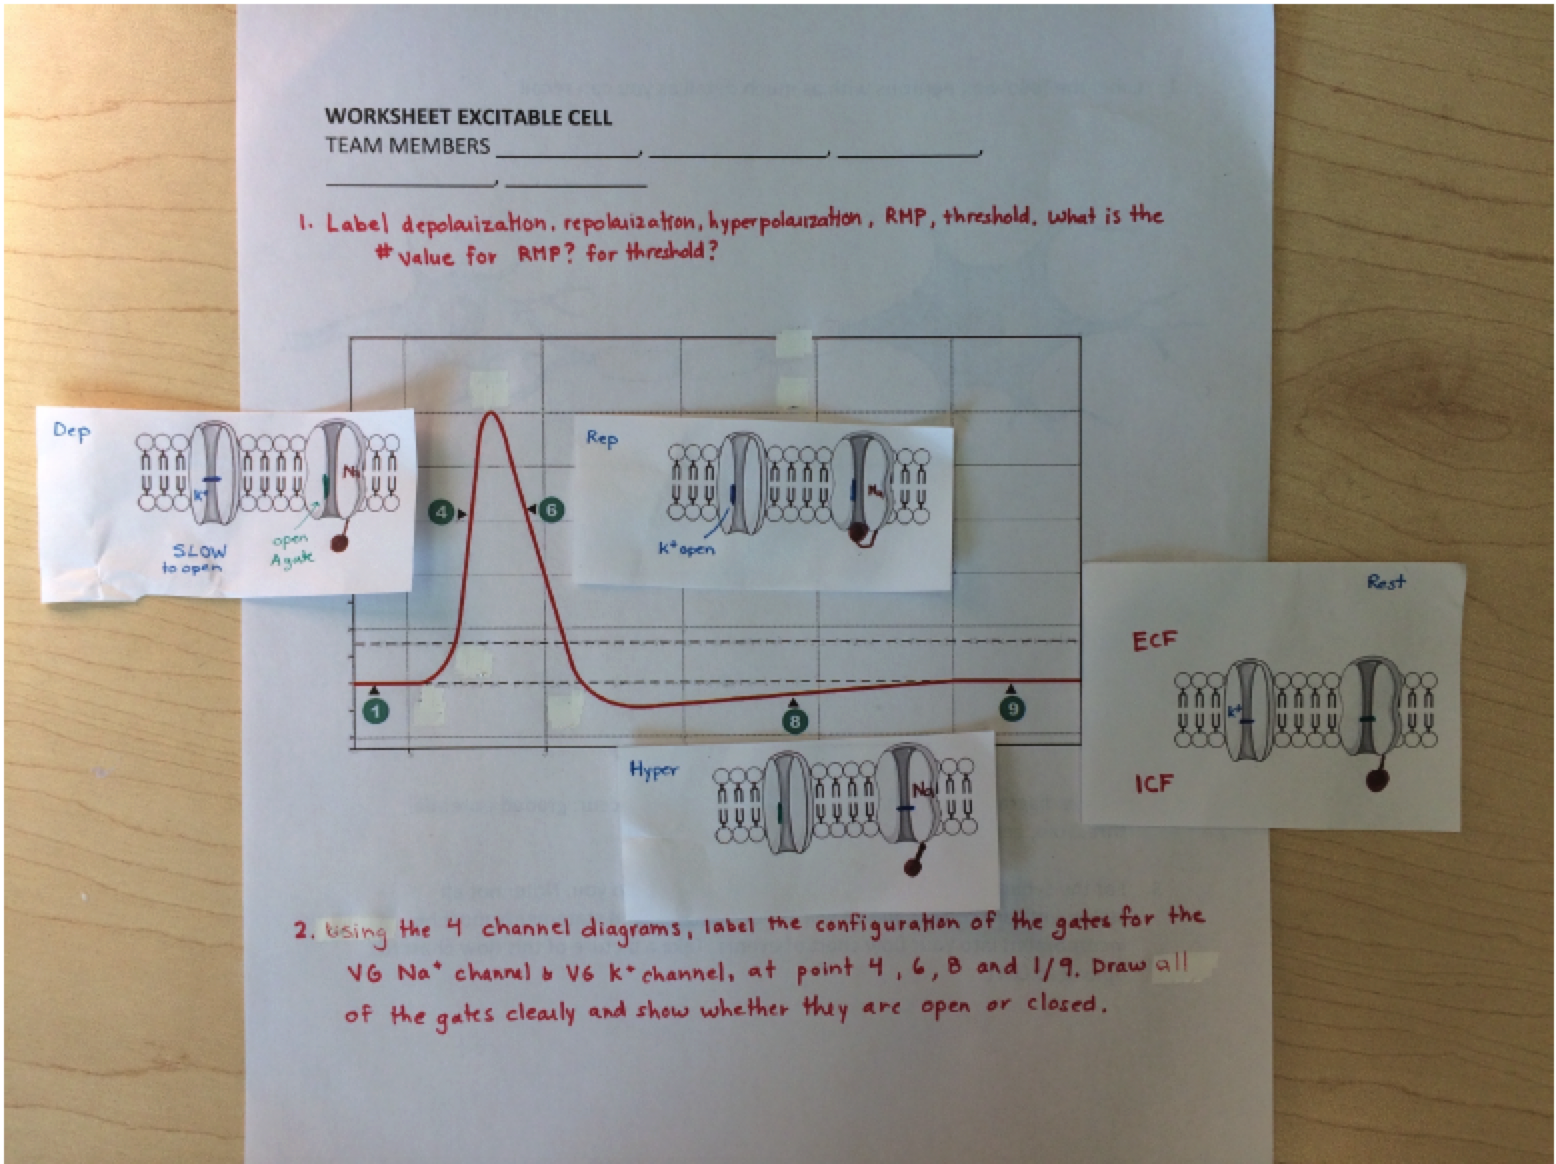 WORKSHEET EXCITABLE CELL
TEAM MEMBERS
1. Label depolarization, repolarization, hyperpolarization, RMP, threshold. What is the
# value for RMP? for threshold?
Dep
K+
Na
SLOW
to open
open
Agate
4
6
Rep
Na
K+ open
Rest
ECF
K+
ICF
1
8
9
Hyper
Na
2. Using the 4 channel diagrams, label the configuration of the gates for the
VG Na+ channel & VG K+ channel, at point 4, 6, 8 and 1/9. Draw all
of the gates clearly and show whether they are open or closed.